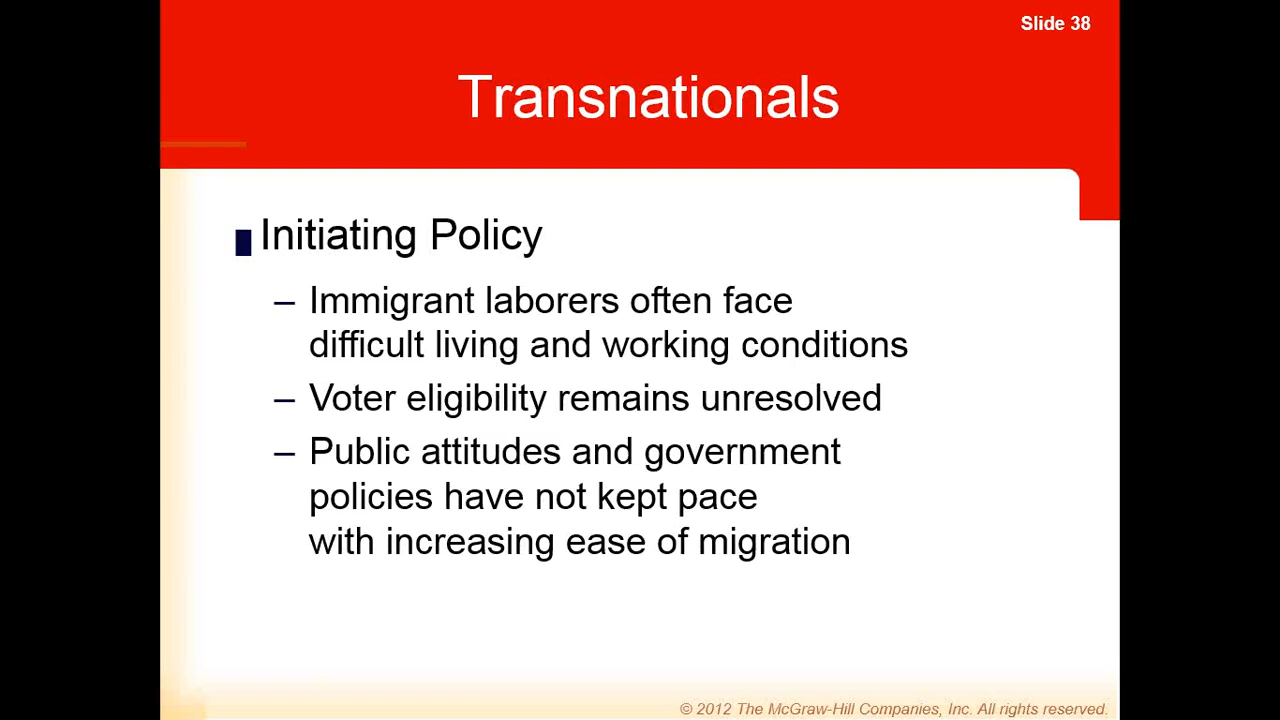 Slide 38
Transnationals
Initiating Policy
– Immigrant laborers often face
difficult living and working conditions
– Voter eligibility remains unresolved
– Public attitudes and government
policies have not kept pace
with increasing ease of migration
© 2012 The McGraw-Hill Companies, Inc. All rights reserved.